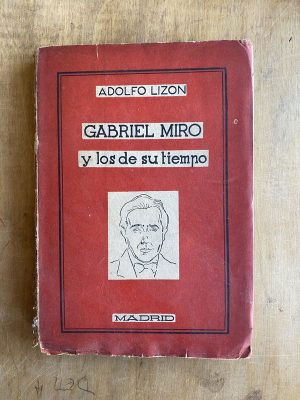 ADOLFO LIZON
GABRIEL MIRO
y los de su tiempo
MADRID